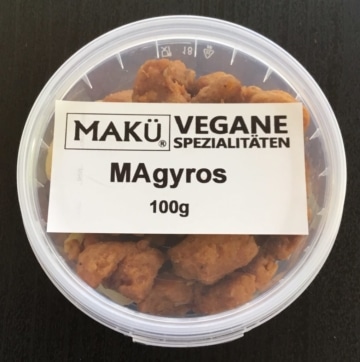 MAKÜ® VEGANE
SPEZIALITÄTEN
MAgyros
100g